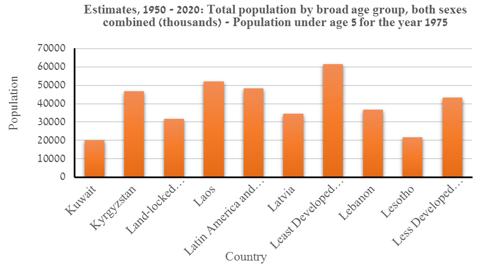 Estimates, 1950 - 2020: Total population by broad age group, both sexes
combined (thousands) - Population under age 5 for the year 1975
Population
70000
60000
50000
40000
30000
20000
10000
0
Kuwait
Kyrgyzstan
Land-locked...
Laos
Latin America and...
Latvia
Least Developed...
Lebanon
Lesotho
Less Developed...
Country